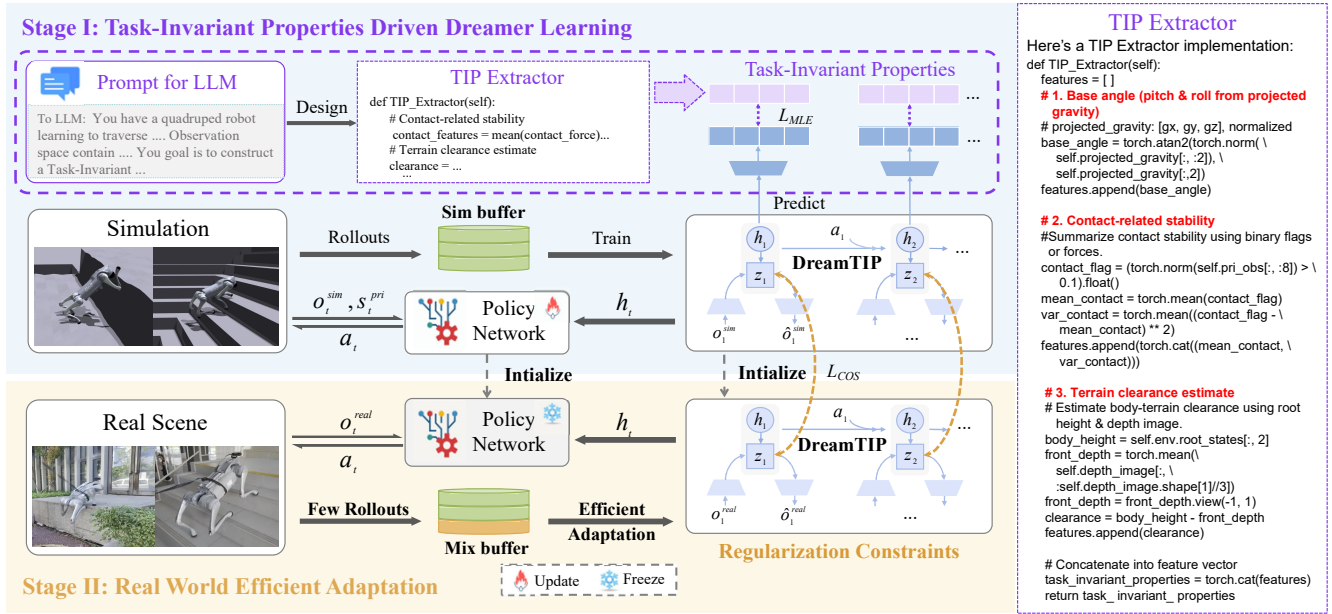 Stage I: Task-Invariant Properties Driven Dreamer Learning
Prompt for LLM
To LLM: You have a quadruped robot
learning to traverse .... Observation
space contain .... You goal is to construct
a Task-Invariant ...
Design
TIP Extractor
def TIP_Extractor(self):
# Contact-related stability
contact_features = mean(contact_force)...
# Terrain clearance estimate
clearance = ...
...
Task-Invariant Properties
...
L_MLE
...
Predict
Simulation
Rollouts
Sim buffer
Train
o_t^sim, s_t^pri
a_t
Policy
Network
h_t
h_1
a_1
h_2
...
DreamTIP
z_1
z_2
o_1^sim
ô_1^sim
...
Intialize
Intialize
L_COS
Real Scene
o_t^real
a_t
Policy
Network
h_t
h_1
a_1
h_2
...
DreamTIP
z_1
z_2
o_1^real
ô_1^real
...
Few Rollouts
Mix buffer
Efficient
Adaptation
Regularization Constraints
Stage II: Real World Efficient Adaptation
Update
Freeze
TIP Extractor
Here's a TIP Extractor implementation:
def TIP_Extractor(self):
features = [ ]
# 1. Base angle (pitch & roll from projected
gravity)
# projected_gravity: [gx, gy, gz], normalized
base_angle = torch.atan2(torch.norm( \
self.projected_gravity[:, :2]), \
self.projected_gravity[:,2])
features.append(base_angle)
# 2. Contact-related stability
#Summarize contact stability using binary flags
or forces.
contact_flag = (torch.norm(self.pri_obs[:, :8]) > \
0.1).float()
mean_contact = torch.mean(contact_flag)
var_contact = torch.mean((contact_flag - \
mean_contact) ** 2)
features.append(torch.cat((mean_contact, \
var_contact)))
# 3. Terrain clearance estimate
# Estimate body-terrain clearance using root
height & depth image.
body_height = self.env.root_states[:, 2]
front_depth = torch.mean(\
self.depth_image[:, \
:self.depth_image.shape[1]//3])
front_depth = front_depth.view(-1, 1)
clearance = body_height - front_depth
features.append(clearance)
# Concatenate into feature vector
task_invariant_properties = torch.cat(features)
return task_ invariant_ properties